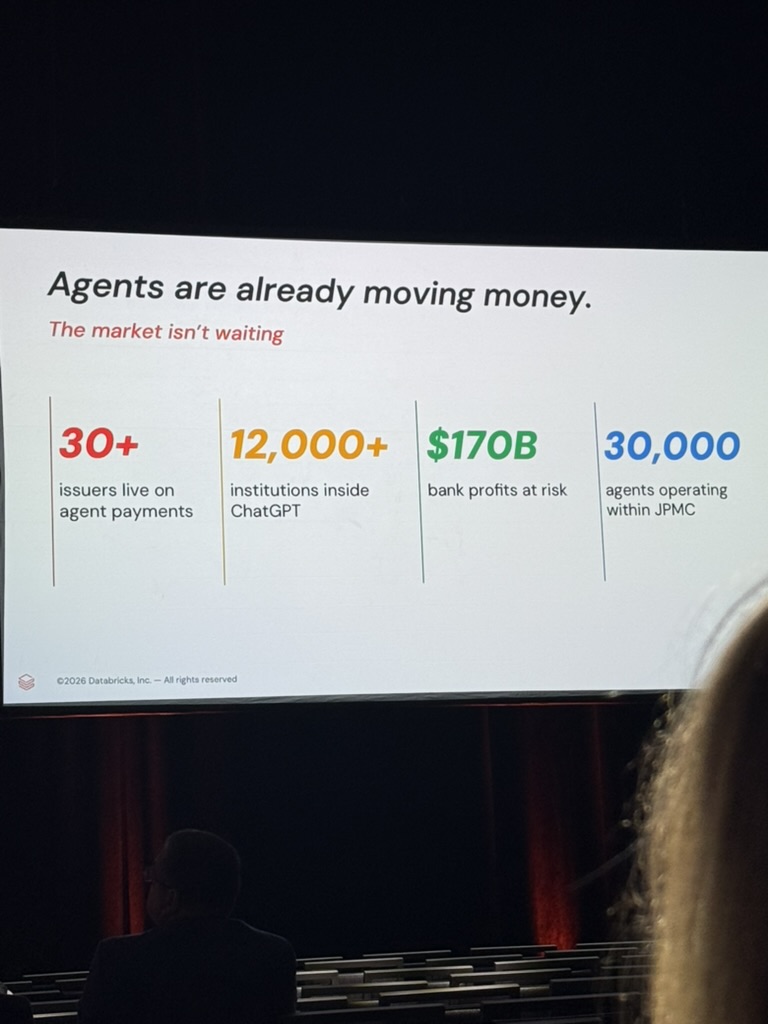 Agents are already moving money.
The market isn't waiting
30+
issuers live on
agent payments
12,000+
institutions inside
ChatGPT
$170B
bank profits at risk
30,000
agents operating
within JPMC
©2026 Databricks, Inc. — All rights reserved